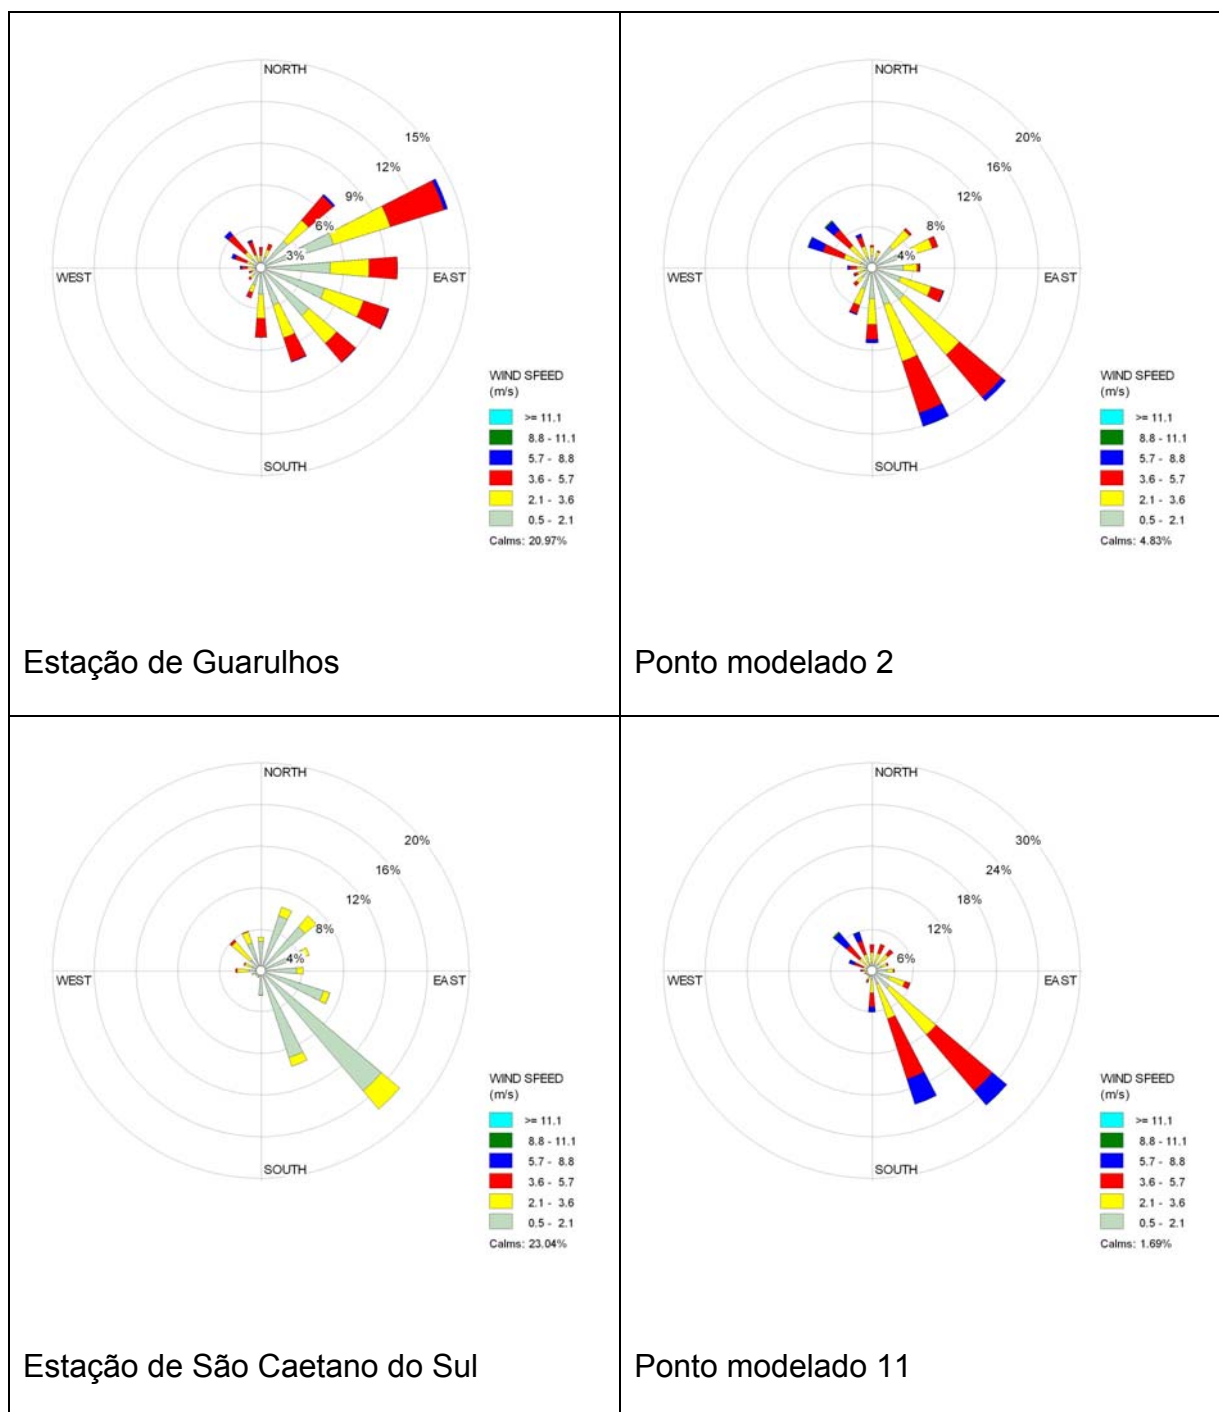 NORTH
15%
12%
9%
6%
3%
WEST
EAST
SOUTH
WIND SPEED
(m/s)
>= 11.1
8.8 - 11.1
5.7 - 8.8
3.6 - 5.7
2.1 - 3.6
0.5 - 2.1
Calms: 20.97%
Estação de Guarulhos
NORTH
20%
16%
12%
8%
4%
WEST
EAST
SOUTH
WIND SPEED
(m/s)
>= 11.1
8.8 - 11.1
5.7 - 8.8
3.6 - 5.7
2.1 - 3.6
0.5 - 2.1
Calms: 4.83%
Ponto modelado 2
NORTH
20%
16%
12%
8%
4%
WEST
EAST
SOUTH
WIND SPEED
(m/s)
>= 11.1
8.8 - 11.1
5.7 - 8.8
3.6 - 5.7
2.1 - 3.6
0.5 - 2.1
Calms: 23.04%
Estação de São Caetano do Sul
NORTH
30%
24%
18%
12%
6%
WEST
EAST
SOUTH
WIND SPEED
(m/s)
>= 11.1
8.8 - 11.1
5.7 - 8.8
3.6 - 5.7
2.1 - 3.6
0.5 - 2.1
Calms: 1.69%
Ponto modelado 11